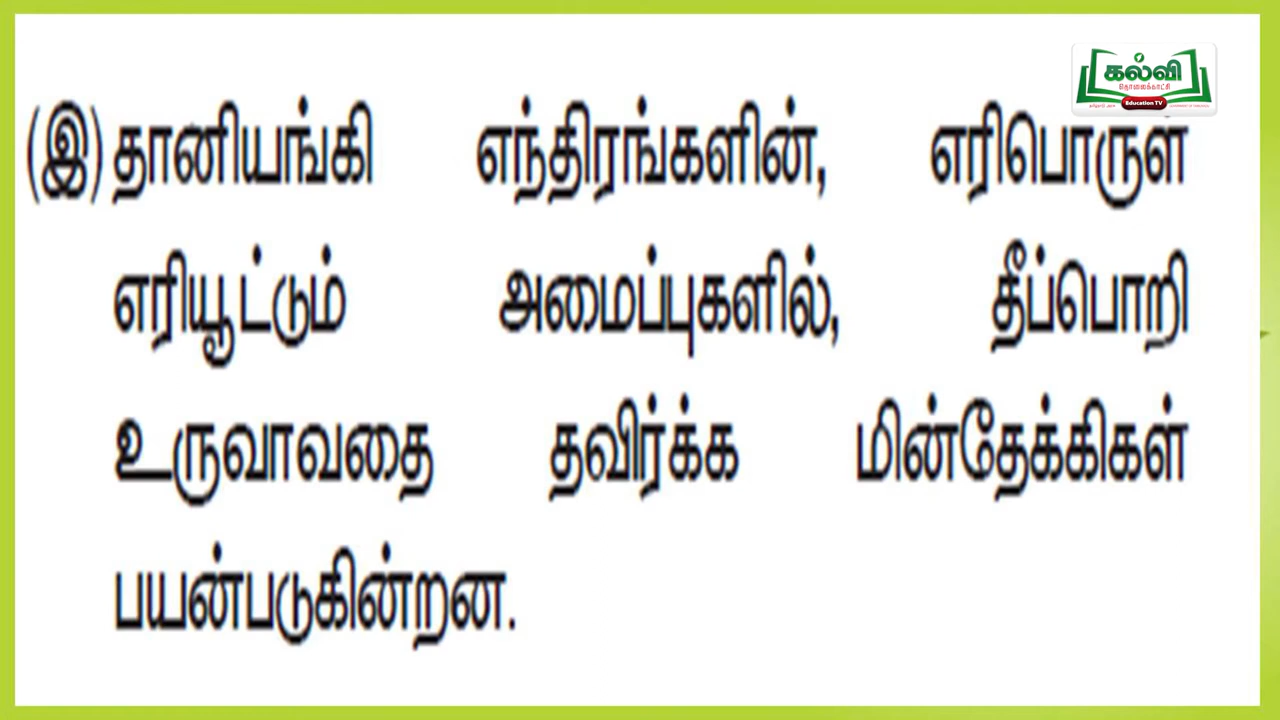 கல்வி
தொலைக்காட்சி
Education TV
(இ) தானியங்கி எந்திரங்களின், எரிபொருள்
எரியூட்டும் அமைப்புகளில், தீப்பொறி
உருவாவதை தவிர்க்க மின்தேக்கிகள்
பயன்படுகின்றன.